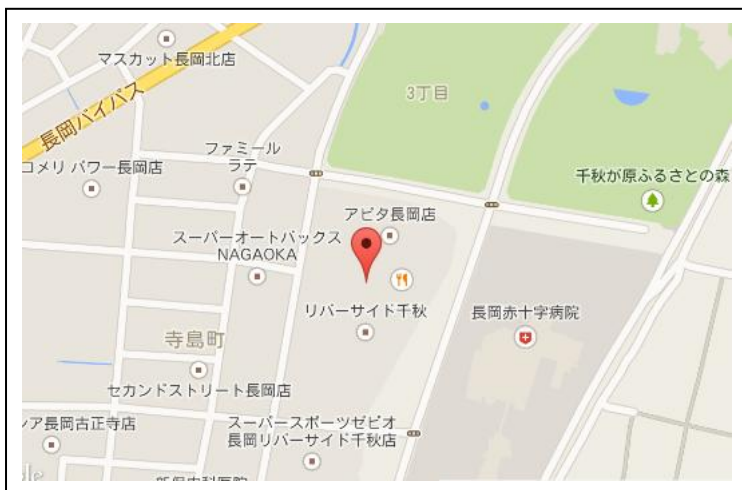 マスカット長岡北店
長岡バイパス
3丁目
コメリ パワー長岡店
ファミール
ラテ
千秋が原ふるさとの森
アピタ長岡店
スーパーオートバックス
NAGAOKA
リバーサイド千秋
長岡赤十字病院
寺島町
セカンドストリート長岡店
シア長岡古正寺店
スーパースポーツゼビオ
長岡リバーサイド千秋店